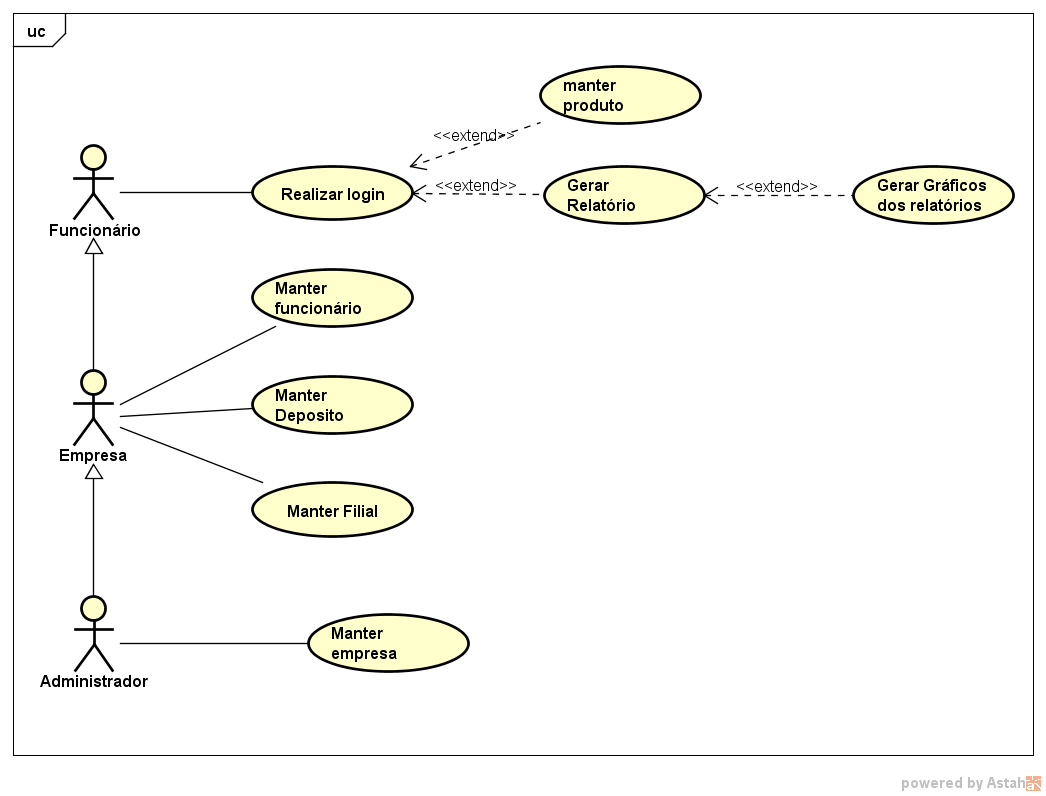 uc
manter
produto
<<extend>>
Realizar login
<<extend>>
Gerar
Relatório
<<extend>>
Gerar Gráficos
dos relatórios
Funcionário
Manter
funcionário
Manter
Deposito
Empresa
Manter Filial
Manter
empresa
Administrador
powered by Astah